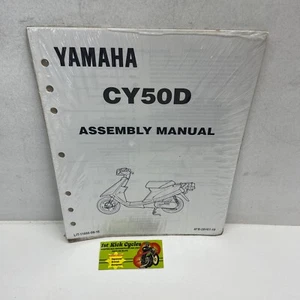 YAMAHA
CY50D
ASSEMBLY MANUAL
1st Kick Cycles